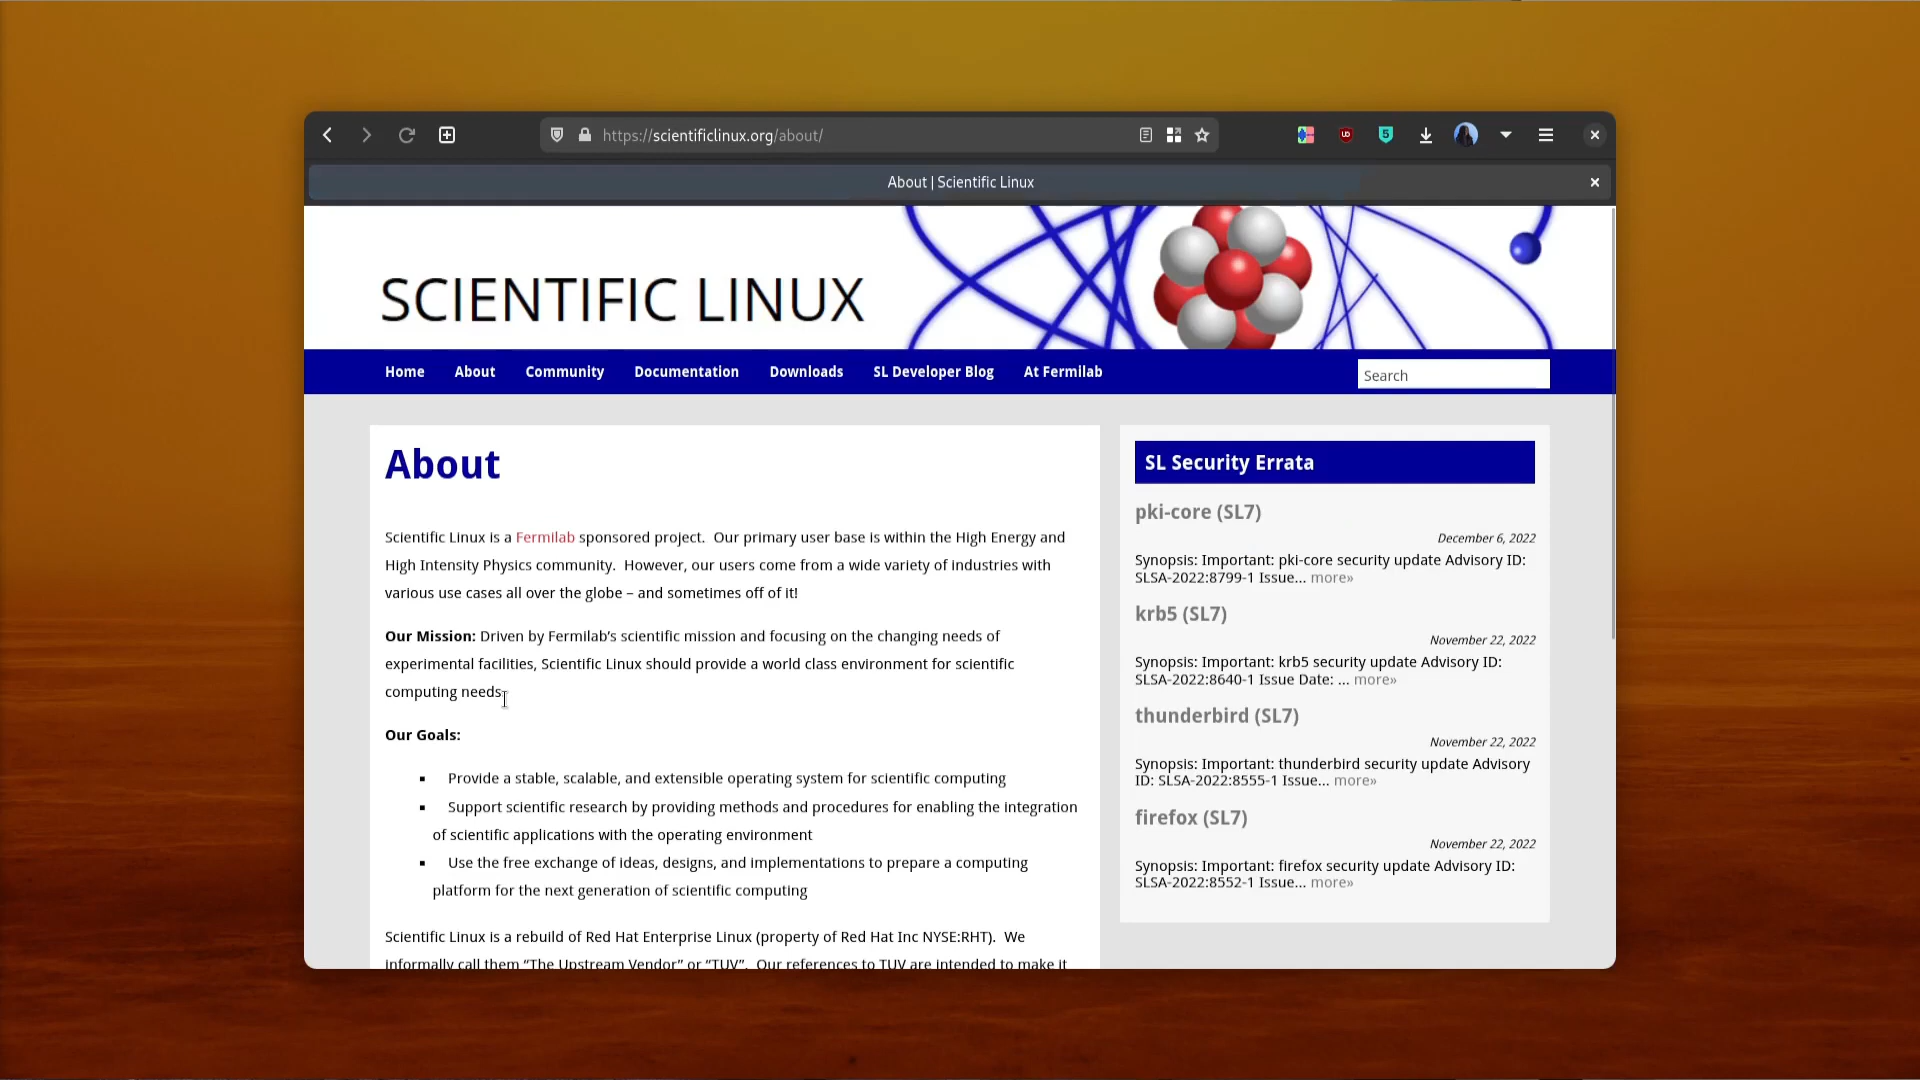 https://scientificlinux.org/about/
5
About | Scientific Linux
SCIENTIFIC LINUX
Home About Community Documentation Downloads SL Developer Blog At Fermilab
Search
About
Scientific Linux is a Fermilab sponsored project. Our primary user base is within the High Energy and
High Intensity Physics community. However, our users come from a wide variety of industries with
various use cases all over the globe – and sometimes off of it!
Our Mission: Driven by Fermilab’s scientific mission and focusing on the changing needs of
experimental facilities, Scientific Linux should provide a world class environment for scientific
computing needs.
Our Goals:
▪ Provide a stable, scalable, and extensible operating system for scientific computing
▪ Support scientific research by providing methods and procedures for enabling the integration
of scientific applications with the operating environment
▪ Use the free exchange of ideas, designs, and implementations to prepare a computing
platform for the next generation of scientific computing
Scientific Linux is a rebuild of Red Hat Enterprise Linux (property of Red Hat Inc NYSE:RHT). We
informally call them “The Upstream Vendor” or “TUV”. Our references to TUV are intended to make it
SL Security Errata
pki-core (SL7)
December 6, 2022
Synopsis: Important: pki-core security update Advisory ID:
SLSA-2022:8799-1 Issue... more»
krb5 (SL7)
November 22, 2022
Synopsis: Important: krb5 security update Advisory ID:
SLSA-2022:8640-1 Issue Date: ... more»
thunderbird (SL7)
November 22, 2022
Synopsis: Important: thunderbird security update Advisory
ID: SLSA-2022:8555-1 Issue... more»
firefox (SL7)
November 22, 2022
Synopsis: Important: firefox security update Advisory ID:
SLSA-2022:8552-1 Issue... more»